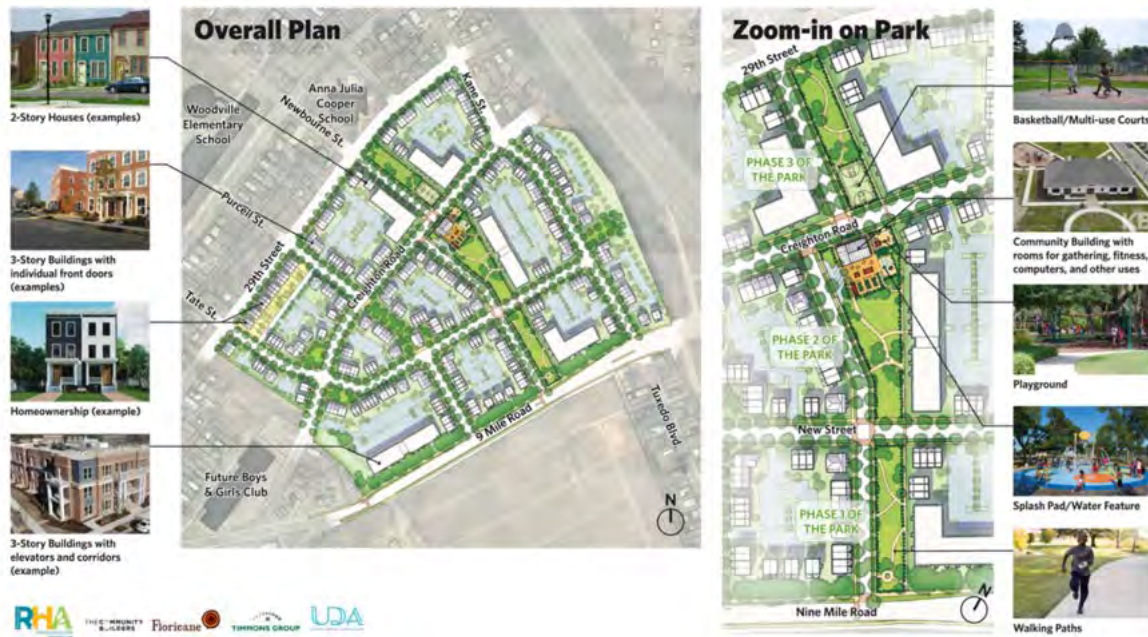 Overall Plan
Zoom-in on Park
2-Story Houses (examples)
3-Story Buildings with
individual front doors
(examples)
Homeownership (example)
3-Story Buildings with
elevators and corridors
(example)
Woodville
Elementary
School
Anna Julia
Cooper
School
Newbourne St.
Kane St.
Purcell St.
29th Street
Tate St.
Creighton Road
9 Mile Road
Tuxedo Blvd.
Future Boys
& Girls Club
N
29th Street
PHASE 3 OF
THE PARK
Creighton Road
PHASE 2 OF
THE PARK
New Street
PHASE 1 OF
THE PARK
Nine Mile Road
N
Basketball/Multi-use Courts
Community Building with
rooms for gathering, fitness,
computers, and other uses
Playground
Splash Pad/Water Feature
Walking Paths
RHA
THE COMMUNITY
BUILDERS
Floricane
TIMMONS GROUP
UDA